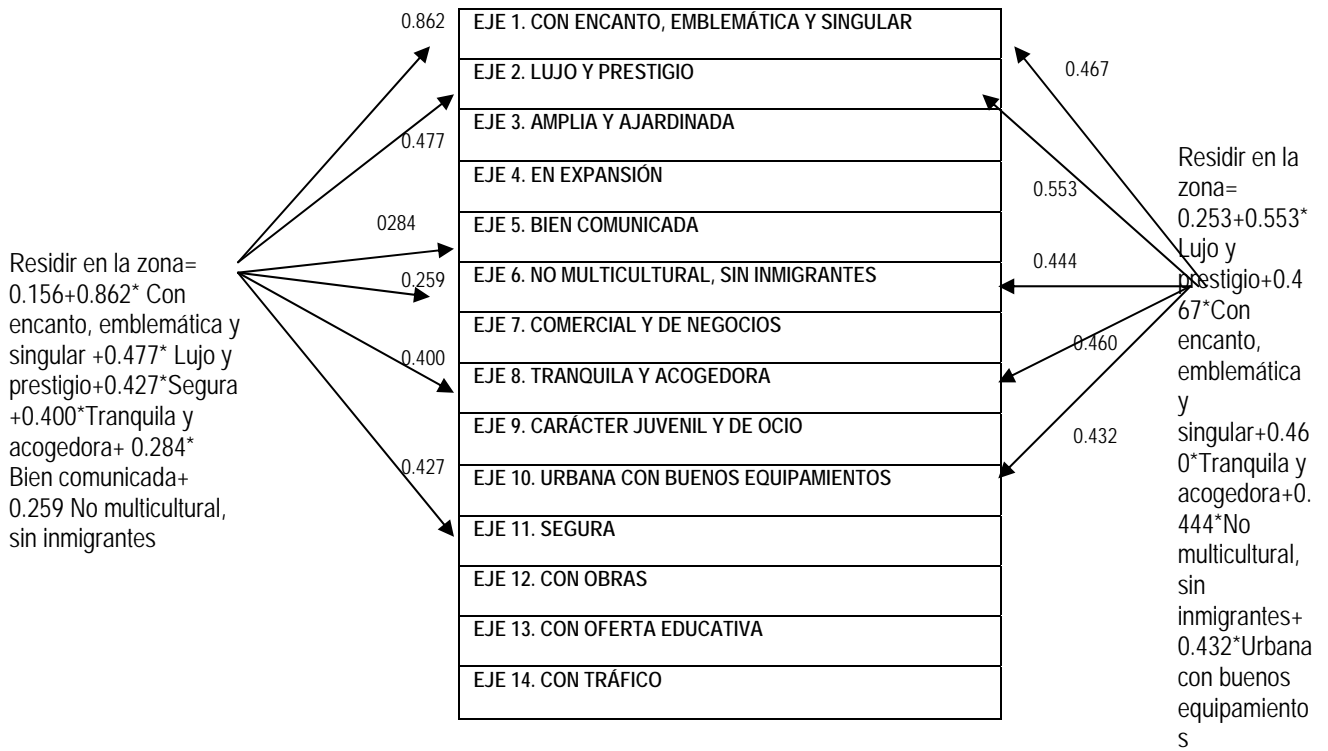 0.862
0.477
0284
0.259
0.400
0.427
Residir en la zona=
0.156+0.862* Con
encanto, emblemática y
singular +0.477* Lujo y
prestigio+0.427*Segura
+0.400*Tranquila y
acogedora+ 0.284*
Bien comunicada+
0.259 No multicultural,
sin inmigrantes
EJE 1. CON ENCANTO, EMBLEMÁTICA Y SINGULAR
EJE 2. LUJO Y PRESTIGIO
EJE 3. AMPLIA Y AJARDINADA
EJE 4. EN EXPANSIÓN
EJE 5. BIEN COMUNICADA
EJE 6. NO MULTICULTURAL, SIN INMIGRANTES
EJE 7. COMERCIAL Y DE NEGOCIOS
EJE 8. TRANQUILA Y ACOGEDORA
EJE 9. CARÁCTER JUVENIL Y DE OCIO
EJE 10. URBANA CON BUENOS EQUIPAMIENTOS
EJE 11. SEGURA
EJE 12. CON OBRAS
EJE 13. CON OFERTA EDUCATIVA
EJE 14. CON TRÁFICO
0.467
0.553
0.444
0.460
0.432
Residir en la
zona=
0.253+0.553*
Lujo y
prestigio+0.4
67*Con
encanto,
emblemática
y
singular+0.46
0*Tranquila y
acogedora+0.
444*No
multicultural,
sin
inmigrantes+
0.432*Urbana
con buenos
equipamiento
s